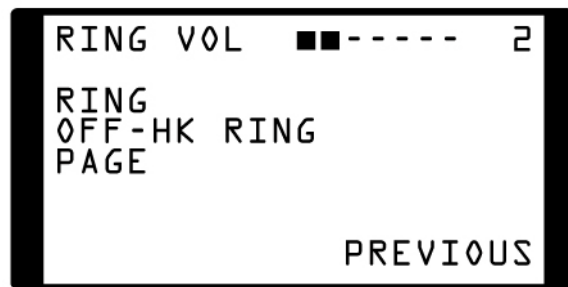 RING VOL ■■----- 2
RING
OFF-HK RING
PAGE
PREVIOUS